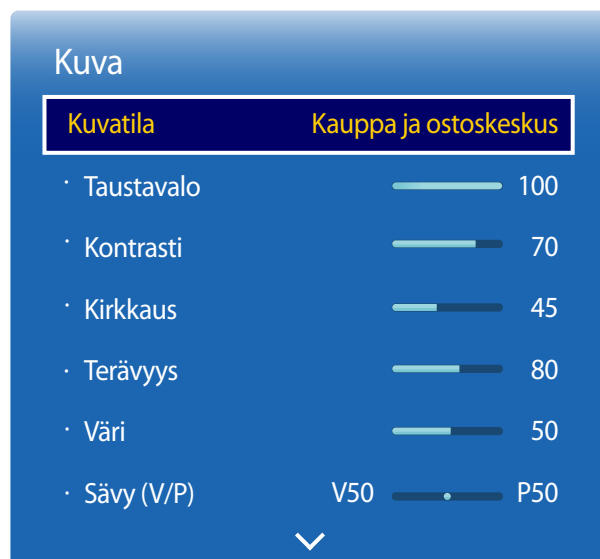 Kuva
Kuvatila Kauppa ja ostoskeskus
· Taustavalo 100
· Kontrasti 70
· Kirkkaus 45
· Terävyys 80
· Väri 50
· Sävy (V/P) V50 P50